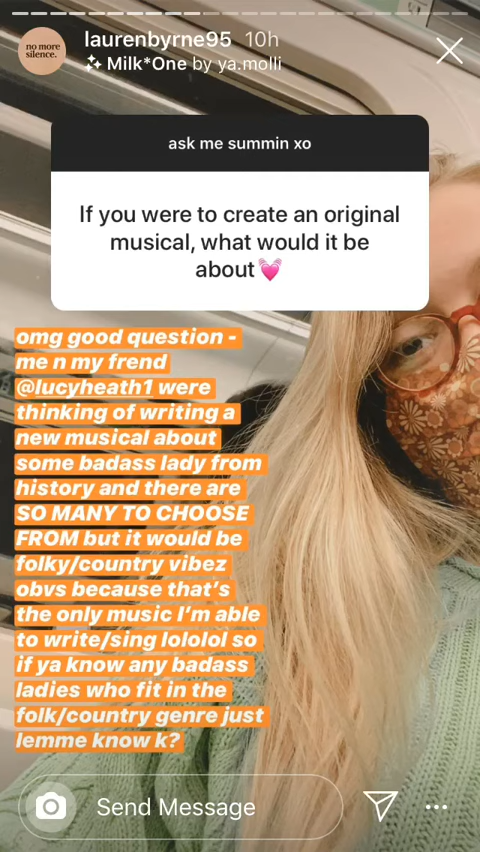 no more
silence.
laurenbyrne95 10h
✨ Milk*One by ya.molli
ask me summin xo
If you were to create an original
musical, what would it be
about💓
omg good question -
me n my frend
@lucyheath1 were
thinking of writing a
new musical about
some badass lady from
history and there are
SO MANY TO CHOOSE
FROM but it would be
folky/country vibez
obvs because that's
the only music I'm able
to write/sing lololol so
if ya know any badass
ladies who fit in the
folk/country genre just
lemme know k?
Send Message